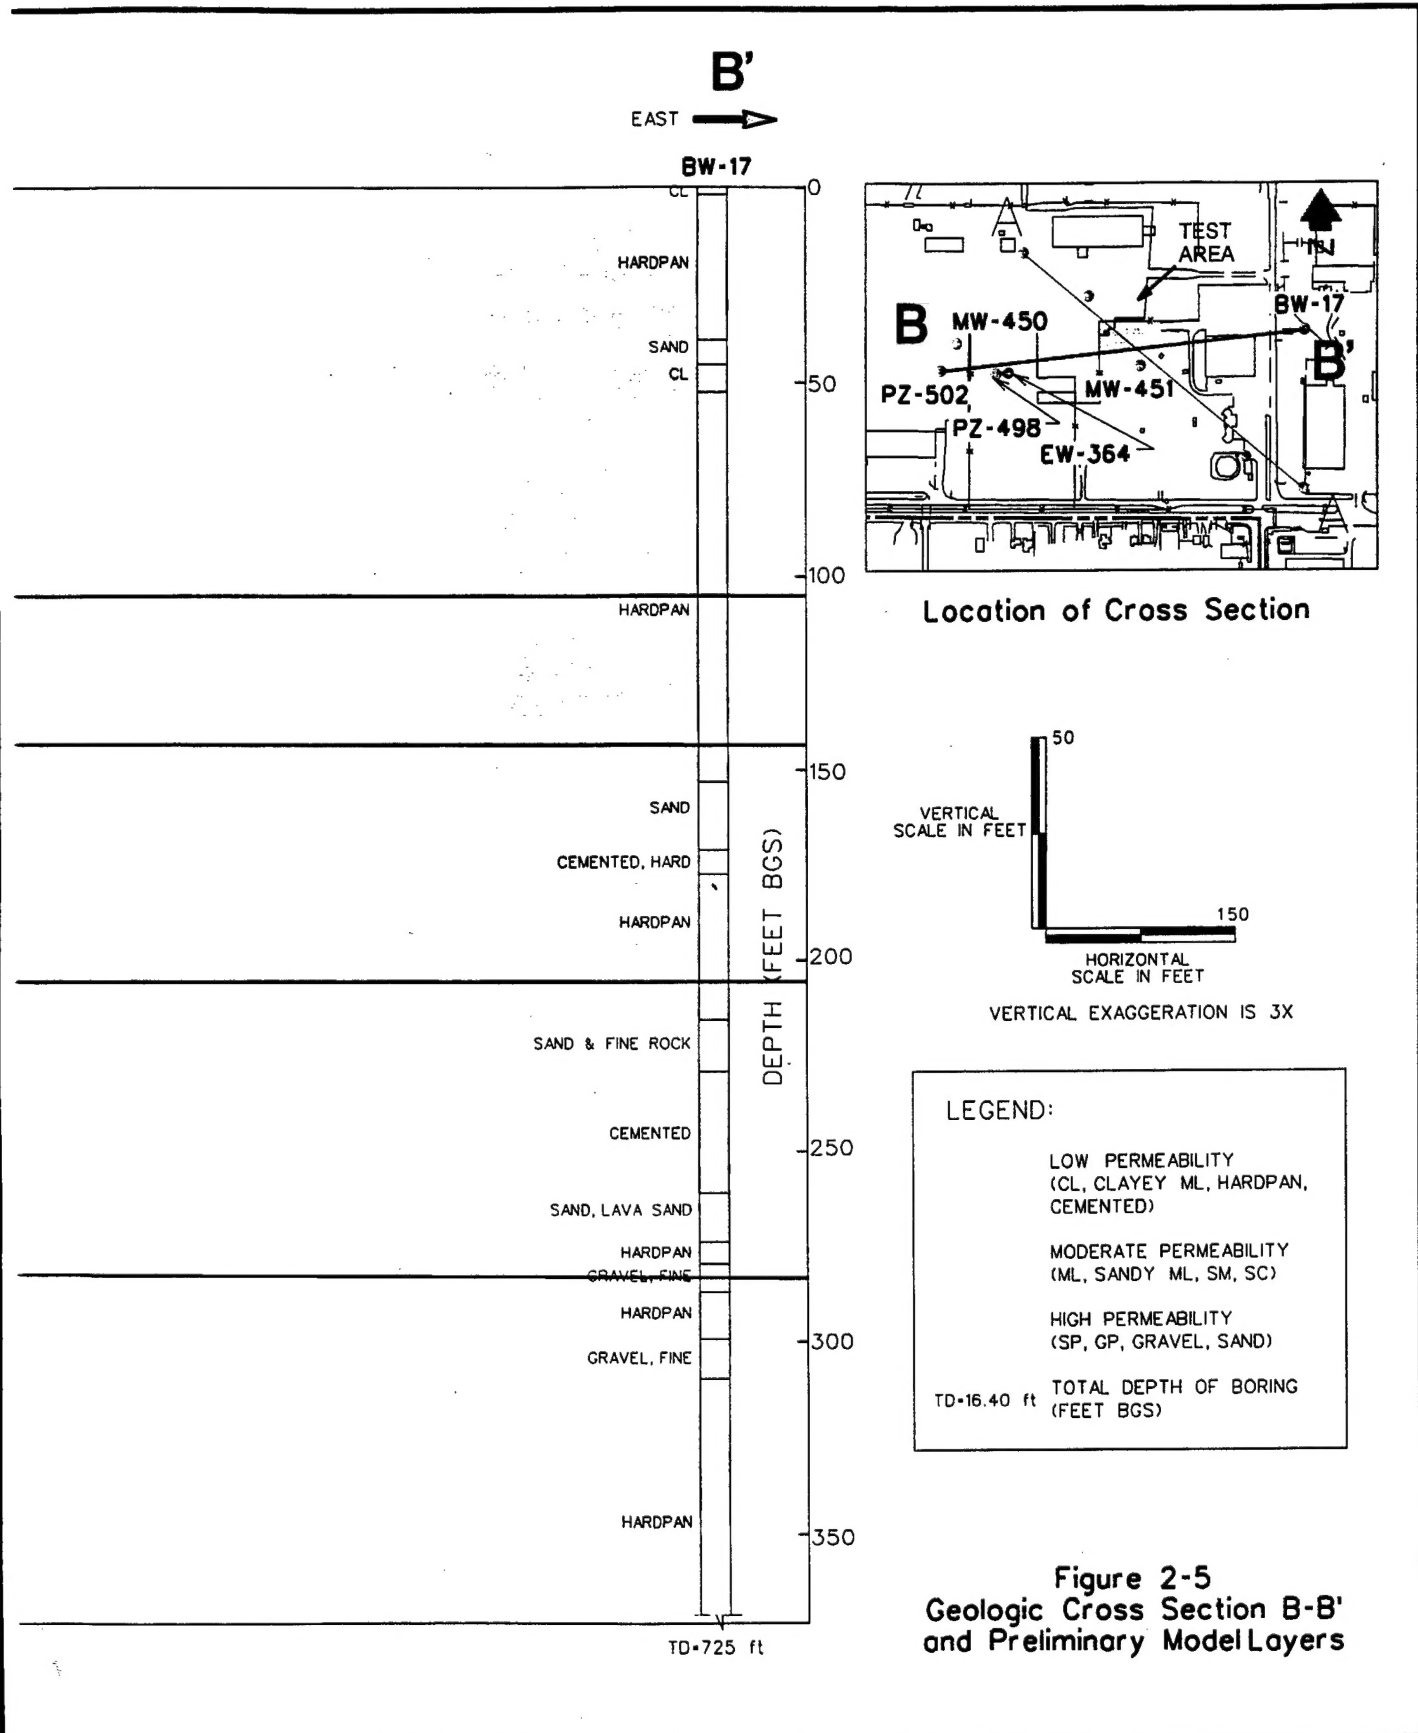 B'
EAST
BW-17
CL
HARDPAN
SAND
CL
HARDPAN
SAND
CEMENTED, HARD
HARDPAN
SAND & FINE ROCK
CEMENTED
SAND, LAVA SAND
HARDPAN
GRAVEL, FINE
HARDPAN
GRAVEL, FINE
HARDPAN
TD=725 ft
0
50
100
150
200
250
300
350
DEPTH (FEET BGS)
TEST
AREA
N
BW-17
B
MW-450
B'
PZ-502
MW-451
PZ-498
EW-364
Location of Cross Section
50
VERTICAL
SCALE IN FEET
150
HORIZONTAL
SCALE IN FEET
VERTICAL EXAGGERATION IS 3X
LEGEND:
LOW PERMEABILITY
(CL, CLAYEY ML, HARDPAN,
CEMENTED)
MODERATE PERMEABILITY
(ML, SANDY ML, SM, SC)
HIGH PERMEABILITY
(SP, GP, GRAVEL, SAND)
TD=16.40 ft
TOTAL DEPTH OF BORING
(FEET BGS)
Figure 2-5
Geologic Cross Section B-B'
and Preliminary Model Layers